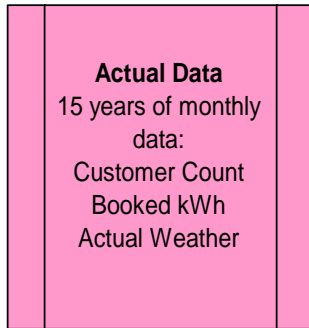 Actual Data
15 years of monthly
data:
Customer Count
Booked kWh
Actual Weather